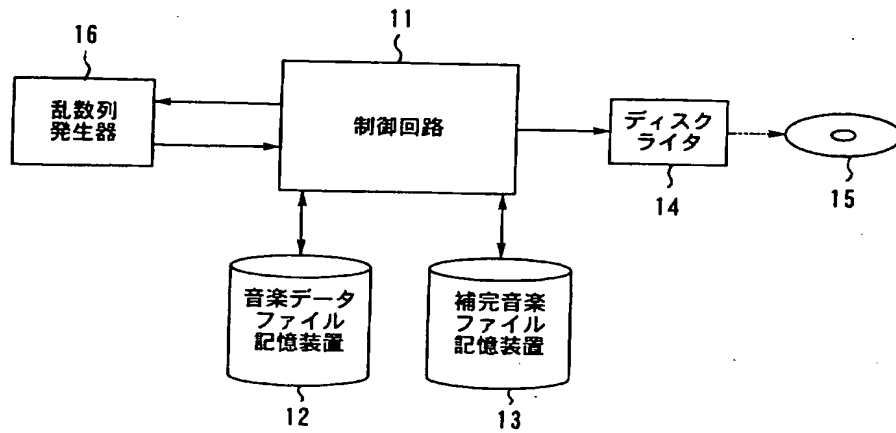 16
11
乱数列
発生器
制御回路
ディスク
ライタ
14
15
音楽データ
ファイル
記憶装置
補完音楽
ファイル
記憶装置
12
13